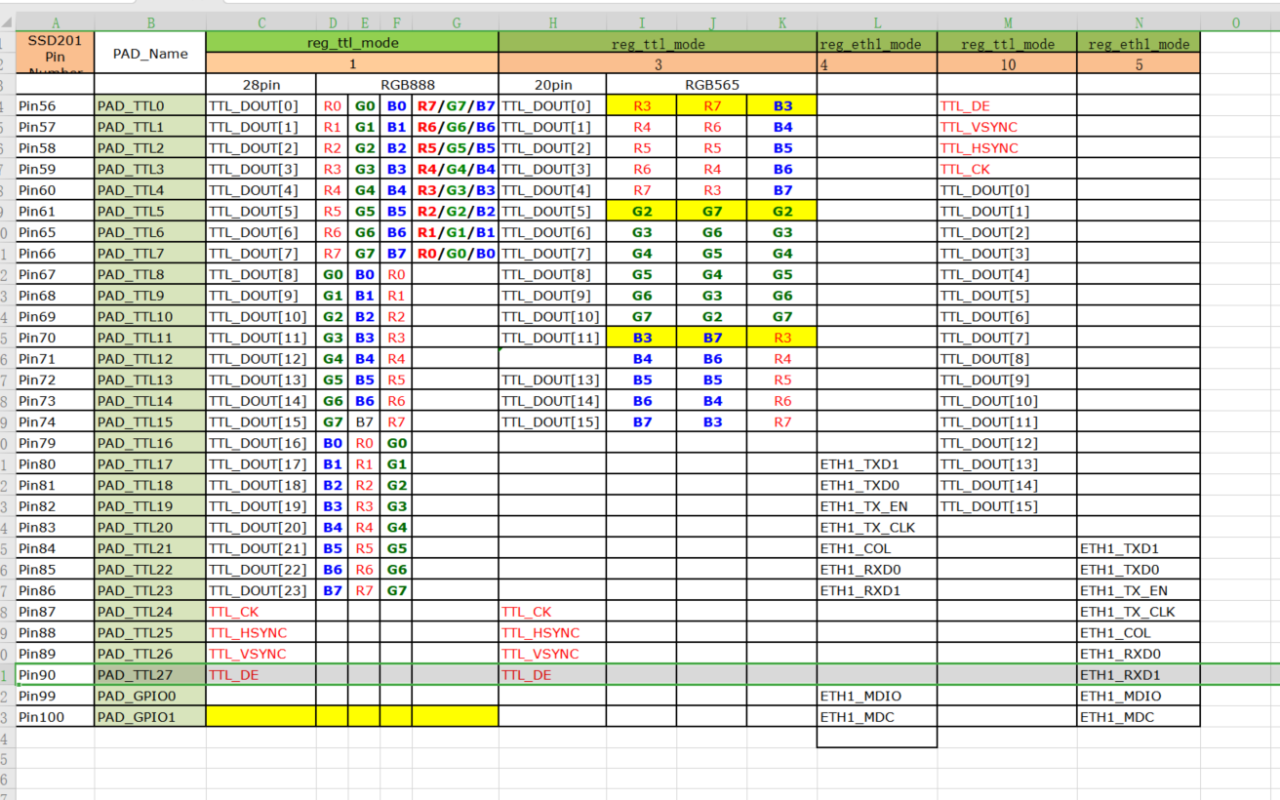 A B C D E F G H I J K L M N O
SSD201 Pin PAD_Name reg_ttl_mode reg_ttl_mode reg_eth1_mode reg_ttl_mode reg_eth1_mode
2 1 3 4 10 5
28pin RGB888 20pin RGB565
Pin56 PAD_TTL0 TTL_DOUT[0] R0 G0 B0 R7/G7/B7 TTL_DOUT[0] R3 R7 B3 TTL_DE
Pin57 PAD_TTL1 TTL_DOUT[1] R1 G1 B1 R6/G6/B6 TTL_DOUT[1] R4 R6 B4 TTL_VSYNC
Pin58 PAD_TTL2 TTL_DOUT[2] R2 G2 B2 R5/G5/B5 TTL_DOUT[2] R5 R5 B5 TTL_HSYNC
Pin59 PAD_TTL3 TTL_DOUT[3] R3 G3 B3 R4/G4/B4 TTL_DOUT[3] R6 R4 B6 TTL_CK
Pin60 PAD_TTL4 TTL_DOUT[4] R4 G4 B4 R3/G3/B3 TTL_DOUT[4] R7 R3 B7 TTL_DOUT[0]
Pin61 PAD_TTL5 TTL_DOUT[5] R5 G5 B5 R2/G2/B2 TTL_DOUT[5] G2 G7 G2 TTL_DOUT[1]
Pin65 PAD_TTL6 TTL_DOUT[6] R6 G6 B6 R1/G1/B1 TTL_DOUT[6] G3 G6 G3 TTL_DOUT[2]
Pin66 PAD_TTL7 TTL_DOUT[7] R7 G7 B7 R0/G0/B0 TTL_DOUT[7] G4 G5 G4 TTL_DOUT[3]
Pin67 PAD_TTL8 TTL_DOUT[8] G0 B0 R0 TTL_DOUT[8] G5 G4 G5 TTL_DOUT[4]
Pin68 PAD_TTL9 TTL_DOUT[9] G1 B1 R1 TTL_DOUT[9] G6 G3 G6 TTL_DOUT[5]
Pin69 PAD_TTL10 TTL_DOUT[10] G2 B2 R2 TTL_DOUT[10] G7 G2 G7 TTL_DOUT[6]
Pin70 PAD_TTL11 TTL_DOUT[11] G3 B3 R3 TTL_DOUT[11] B3 B7 R3 TTL_DOUT[7]
Pin71 PAD_TTL12 TTL_DOUT[12] G4 B4 R4 B4 B6 R4 TTL_DOUT[8]
Pin72 PAD_TTL13 TTL_DOUT[13] G5 B5 R5 TTL_DOUT[13] B5 B5 R5 TTL_DOUT[9]
Pin73 PAD_TTL14 TTL_DOUT[14] G6 B6 R6 TTL_DOUT[14] B6 B4 R6 TTL_DOUT[10]
Pin74 PAD_TTL15 TTL_DOUT[15] G7 B7 R7 TTL_DOUT[15] B7 B3 R7 TTL_DOUT[11]
Pin79 PAD_TTL16 TTL_DOUT[16] B0 R0 G0 TTL_DOUT[12]
Pin80 PAD_TTL17 TTL_DOUT[17] B1 R1 G1 ETH1_TXD1 TTL_DOUT[13]
Pin81 PAD_TTL18 TTL_DOUT[18] B2 R2 G2 ETH1_TXD0 TTL_DOUT[14]
Pin82 PAD_TTL19 TTL_DOUT[19] B3 R3 G3 ETH1_TX_EN TTL_DOUT[15]
Pin83 PAD_TTL20 TTL_DOUT[20] B4 R4 G4 ETH1_TX_CLK
Pin84 PAD_TTL21 TTL_DOUT[21] B5 R5 G5 ETH1_COL ETH1_TXD1
Pin85 PAD_TTL22 TTL_DOUT[22] B6 R6 G6 ETH1_RXD0 ETH1_TXD0
Pin86 PAD_TTL23 TTL_DOUT[23] B7 R7 G7 ETH1_RXD1 ETH1_TX_EN
Pin87 PAD_TTL24 TTL_CK TTL_CK ETH1_TX_CLK
Pin88 PAD_TTL25 TTL_HSYNC TTL_HSYNC ETH1_COL
Pin89 PAD_TTL26 TTL_VSYNC TTL_VSYNC ETH1_RXD0
Pin90 PAD_TTL27 TTL_DE TTL_DE ETH1_RXD1
Pin99 PAD_GPIO0 ETH1_MDIO ETH1_MDIO
Pin100 PAD_GPIO1 ETH1_MDC ETH1_MDC